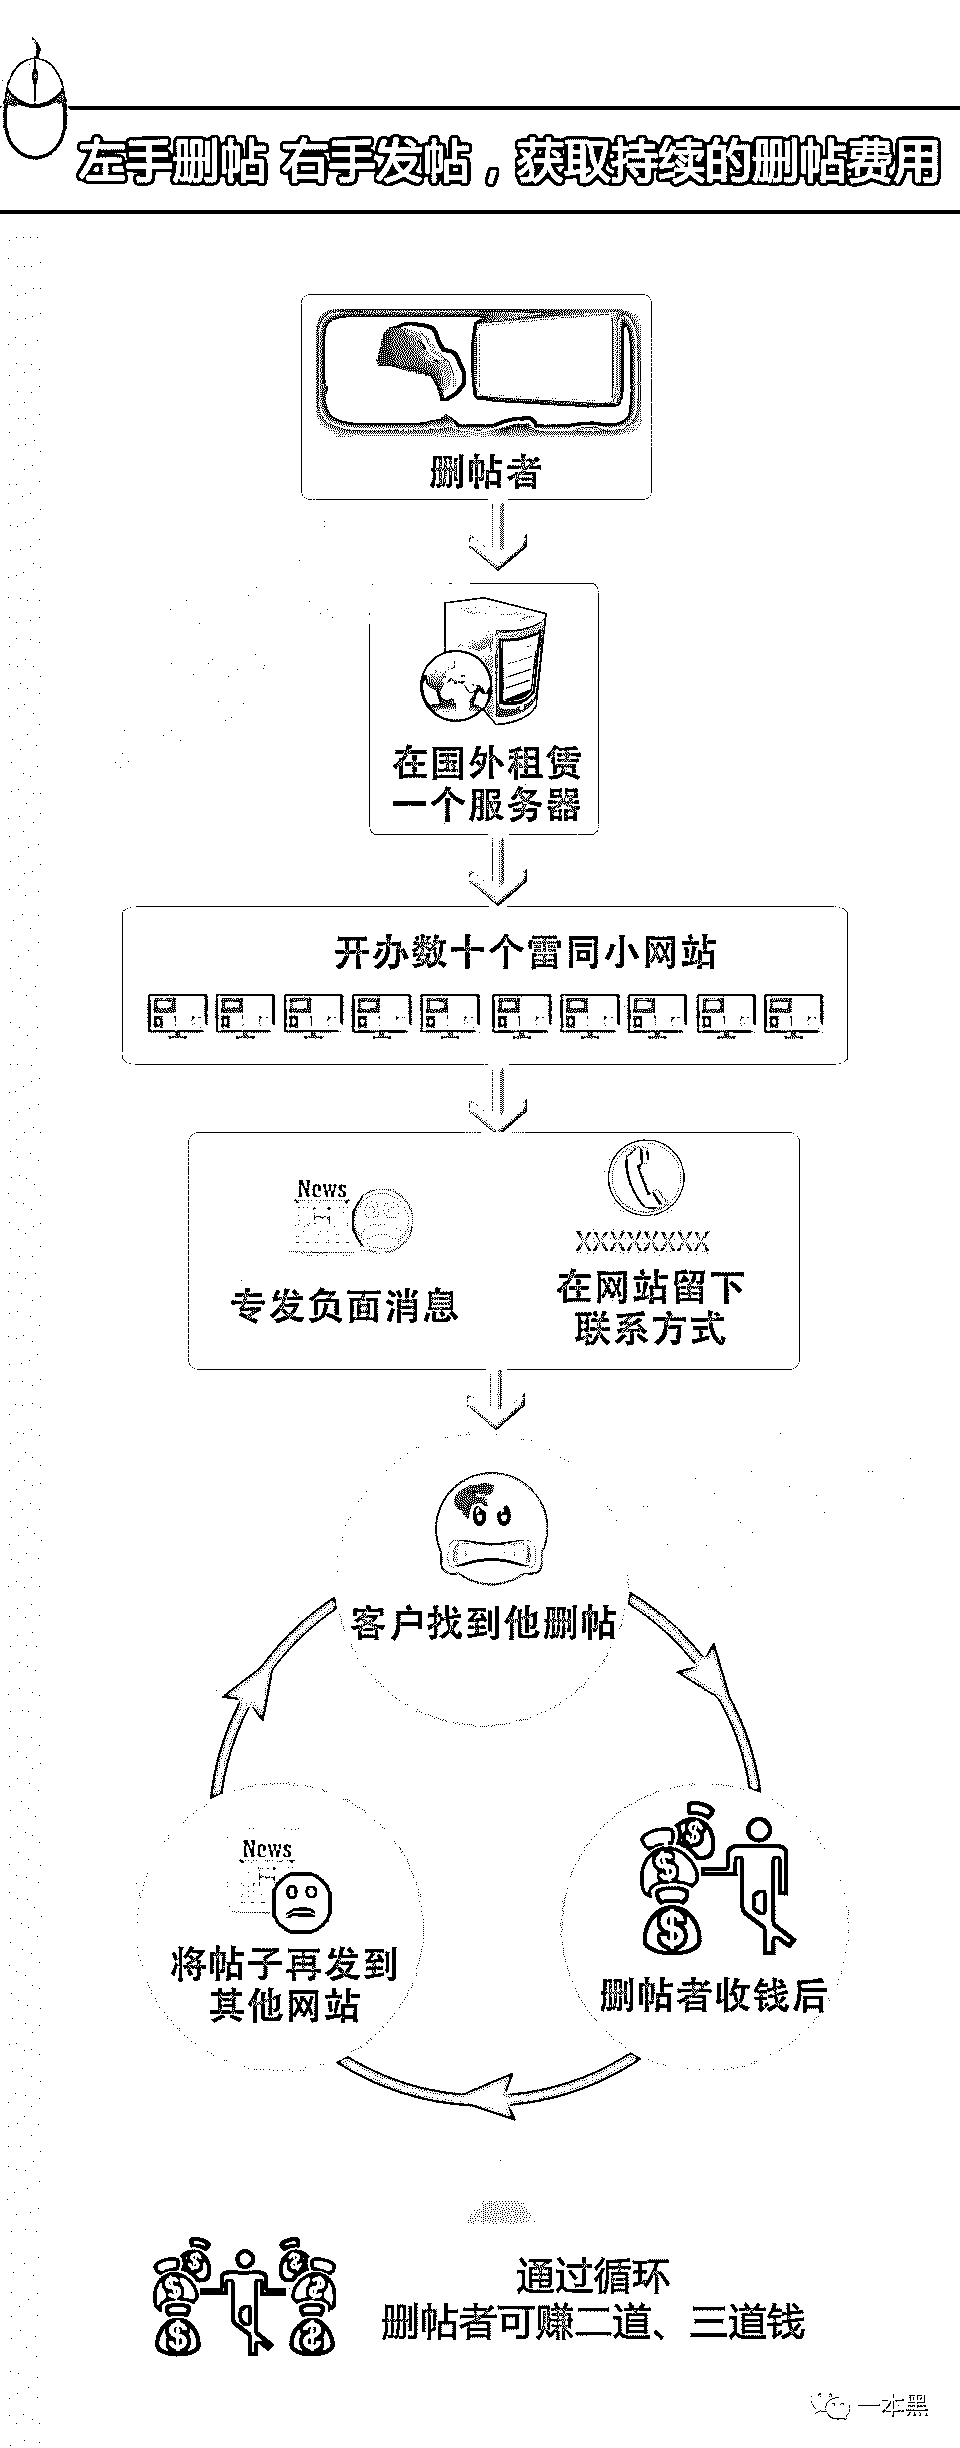 左手删帖 右手发帖，获取持续的删帖费用
删帖者
在国外租赁
一个服务器
开办数十个雷同小网站
News
专发负面消息
XXXXXXXX
在网站留下
联系方式
客户找到他删帖
删帖者收钱后
News
将帖子再发到
其他网站
通过循环
删帖者可赚二道、三道钱
一本黑